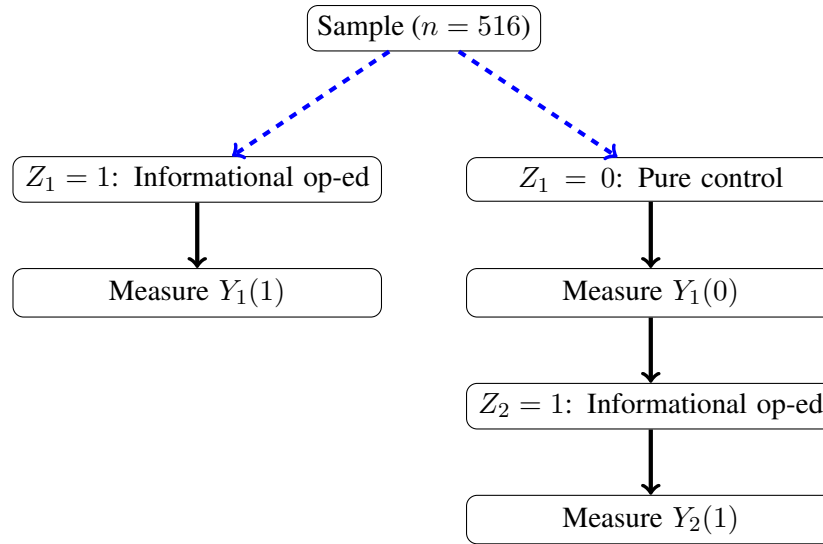 Sample (n = 516)
Z₁ = 1: Informational op-ed
Z₁ = 0: Pure control
Measure Y₁(1)
Measure Y₁(0)
Z₂ = 1: Informational op-ed
Measure Y₂(1)